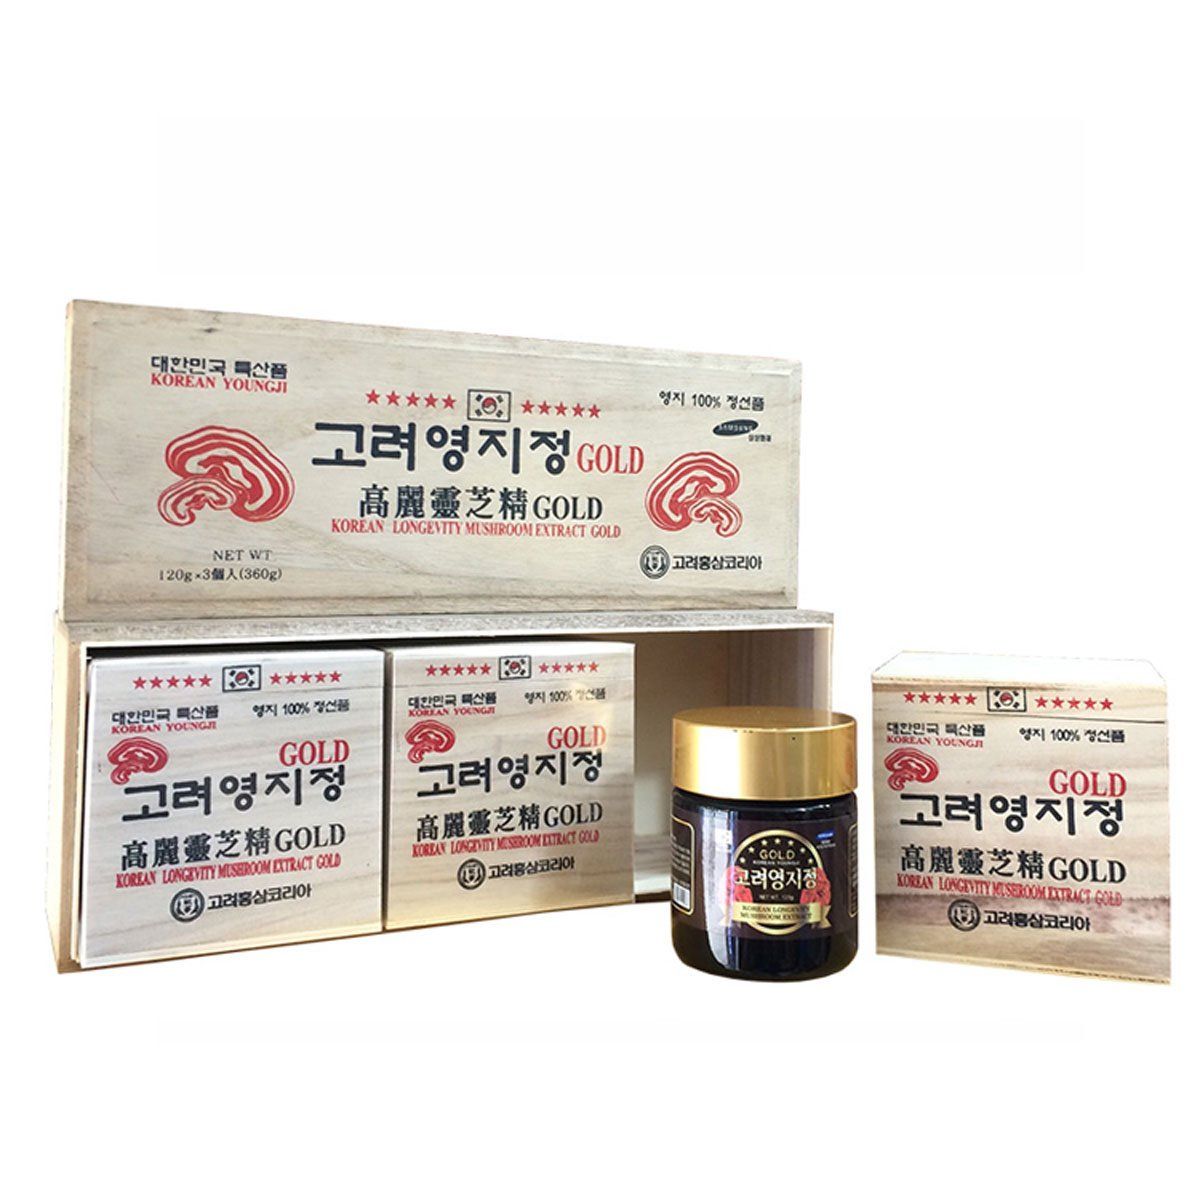 대한민국 특산품
KOREAN YOUNGJI
영지 100% 정선품
SAMSUNG
고려영지정 GOLD
高麗靈芝精GOLD
KOREAN LONGEVITY MUSHROOM EXTRACT GOLD
NET WT
120g×3個入(360g)
고려홍삼코리아
대한민국 특산품
KOREAN YOUNGJI
영지 100% 정선품
GOLD
고려영지정
高麗靈芝精GOLD
KOREAN LONGEVITY MUSHROOM EXTRACT GOLD
고려홍삼코리아
대한민국 특산품
KOREAN YOUNGJI
영지 100% 정선품
GOLD
고려영지정
高麗靈芝精GOLD
KOREAN LONGEVITY MUSHROOM EXTRACT GOLD
고려홍삼코리아
GOLD
KOREAN YOUNGJI
고려영지정
NET WT. 120g
KOREAN LONGEVITY
MUSHROOM EXTRACT
대한민국 특산품
KOREAN YOUNGJI
영지 100% 정선품
GOLD
고려영지정
高麗靈芝精GOLD
KOREAN LONGEVITY MUSHROOM EXTRACT GOLD
고려홍삼코리아